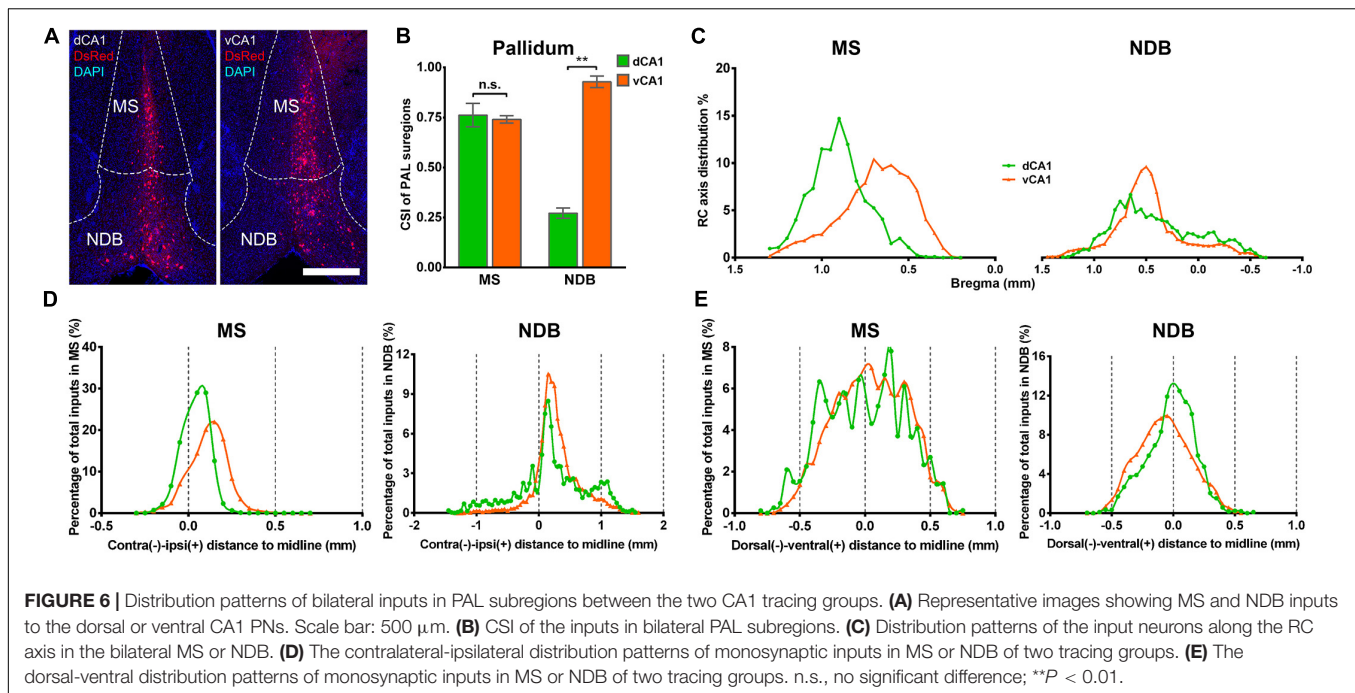 A
dCA1
DsRed
DAPI
MS
NDB
vCA1
DsRed
DAPI
MS
NDB
B
Pallidum
CSI of PAL suregions
1.00
0.75
0.50
0.25
0.00
n.s.
**
dCA1
vCA1
MS
NDB
C
MS
NDB
RC axis distribution %
20
15
10
5
0
1.5
1.0
0.5
0.0
dCA1
vCA1
1.5
1.0
0.5
0.0
-0.5
-1.0
Bregma (mm)
D
MS
Percentage of total inputs in MS (%)
40
30
20
10
0
-0.5
0.0
0.5
1.0
Contra(-)-ipsi(+) distance to midline (mm)
NDB
Percentage of total inputs in NDB (%)
12
9
6
3
0
-1
0
1
2
Contra(-)-ipsi(+) distance to midline (mm)
E
MS
Percentage of total inputs in MS (%)
8
6
4
2
0
-1.0
-0.5
0.0
0.5
1.0
Dorsal(-)-ventral(+) distance to midline (mm)
NDB
Percentage of total inputs in NDB (%)
16
12
8
4
0
-1.0
-0.5
0.0
0.5
1.0
Dorsal(-)-ventral(+) distance to midline (mm)
FIGURE 6 | Distribution patterns of bilateral inputs in PAL subregions between the two CA1 tracing groups. (A) Representative images showing MS and NDB inputs
to the dorsal or ventral CA1 PNs. Scale bar: 500 μm. (B) CSI of the inputs in bilateral PAL subregions. (C) Distribution patterns of the input neurons along the RC
axis in the bilateral MS or NDB. (D) The contralateral-ipsilateral distribution patterns of monosynaptic inputs in MS or NDB of two tracing groups. (E) The
dorsal-ventral distribution patterns of monosynaptic inputs in MS or NDB of two tracing groups. n.s., no significant difference; **P < 0.01.